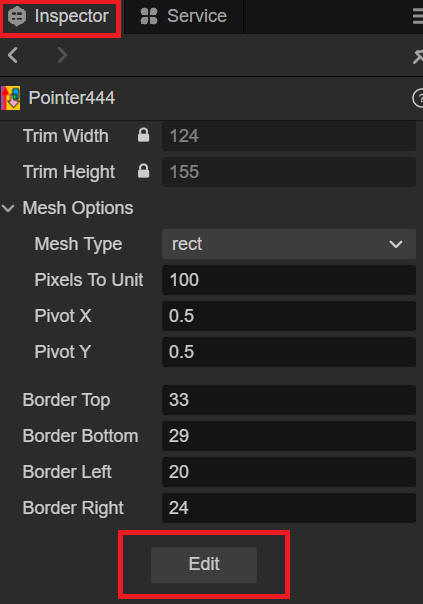 Inspector Service
Pointer444
Trim Width 124
Trim Height 155
Mesh Options
Mesh Type rect
Pixels To Unit 100
Pivot X 0.5
Pivot Y 0.5
Border Top 33
Border Bottom 29
Border Left 20
Border Right 24
Edit